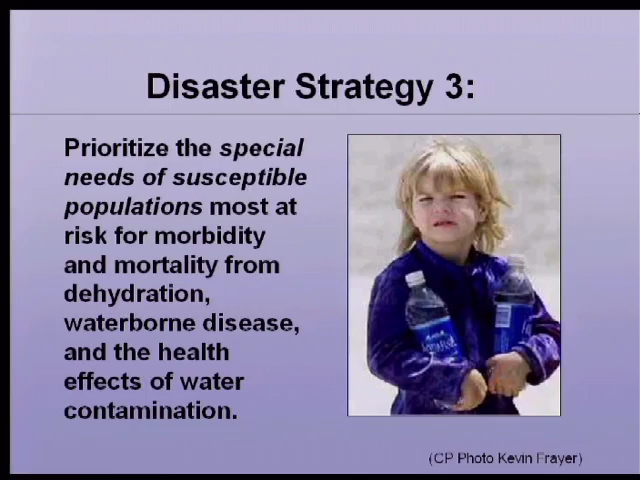 Disaster Strategy 3:
Prioritize the special
needs of susceptible
populations most at
risk for morbidity
and mortality from
dehydration,
waterborne disease,
and the health
effects of water
contamination.
(CP Photo Kevin Frayer)